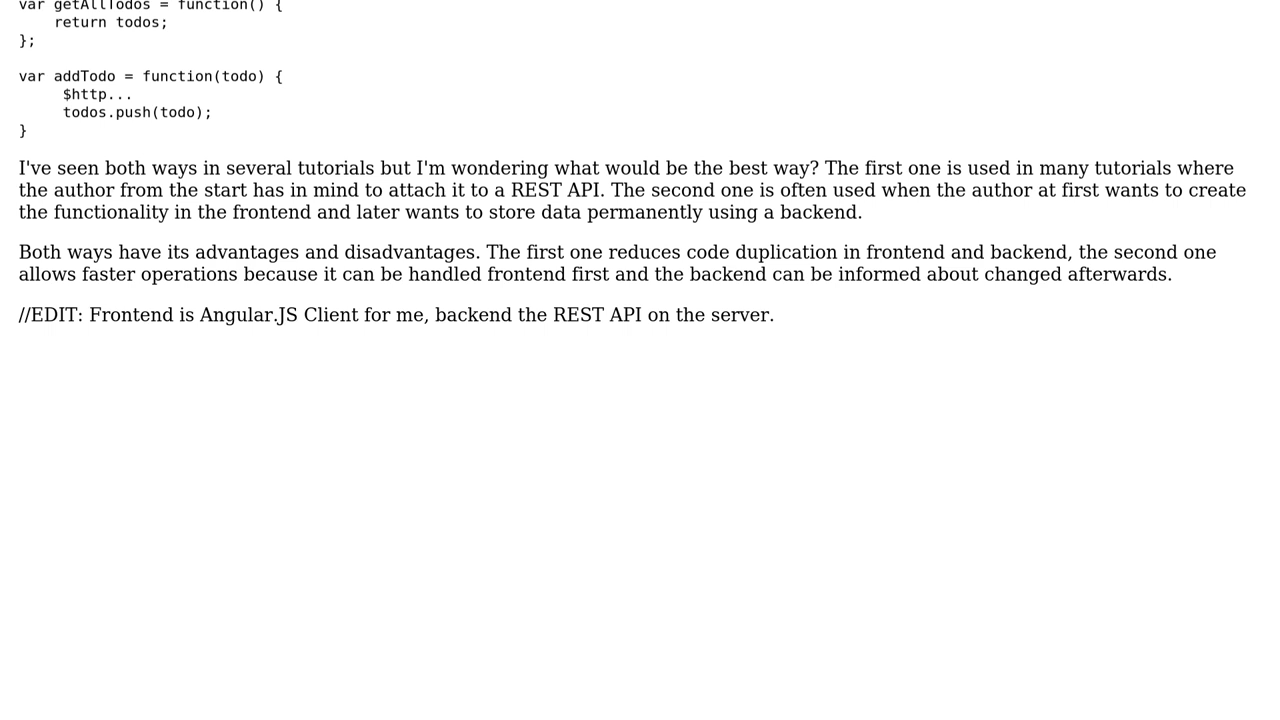 var getAllTodos = function() {
    return todos;
};

var addTodo = function(todo) {
     $http...
     todos.push(todo);
}
I've seen both ways in several tutorials but I'm wondering what would be the best way? The first one is used in many tutorials where
the author from the start has in mind to attach it to a REST API. The second one is often used when the author at first wants to create
the functionality in the frontend and later wants to store data permanently using a backend.
Both ways have its advantages and disadvantages. The first one reduces code duplication in frontend and backend, the second one
allows faster operations because it can be handled frontend first and the backend can be informed about changed afterwards.
//EDIT: Frontend is Angular.JS Client for me, backend the REST API on the server.